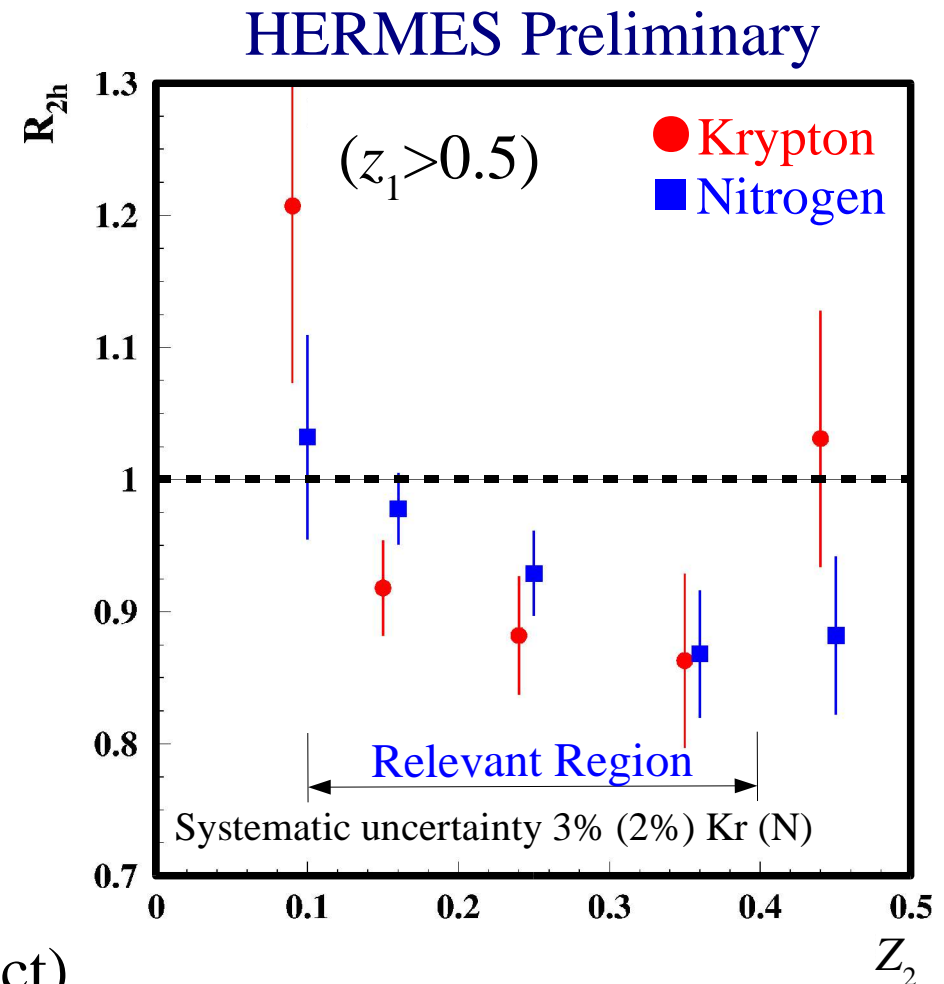 HERMES Preliminary
R2h
1.3
1.2
1.1
1
0.9
0.8
0.7
(z1>0.5)
Krypton
Nitrogen
Relevant Region
Systematic uncertainty 3% (2%) Kr (N)
0 0.1 0.2 0.3 0.4 0.5
Z2
ct)